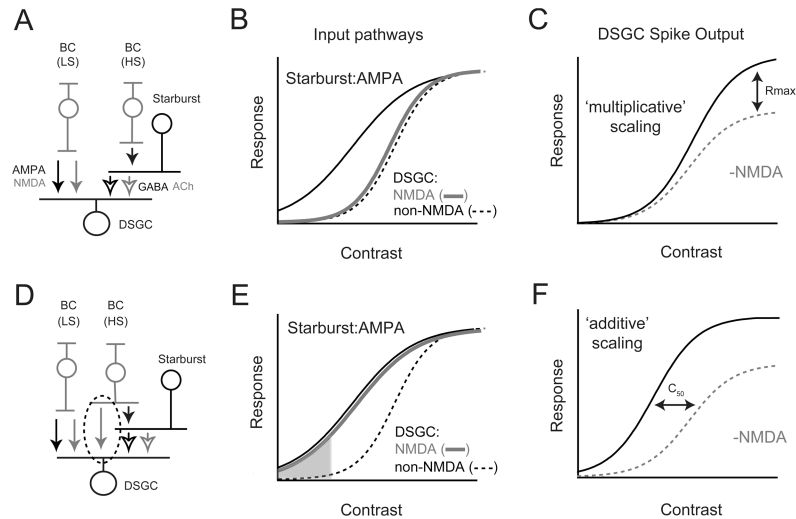 A
BC
(LS)
BC
(HS)
Starburst
AMPA
NMDA
GABA ACh
DSGC
B
Input pathways
Starburst:AMPA
Response
DSGC:
NMDA ( )
non-NMDA (---)
Contrast
C
DSGC Spike Output
'multiplicative'
scaling
Rmax
-NMDA
Response
Contrast
D
BC
(LS)
BC
(HS)
Starburst
DSGC
E
Starburst:AMPA
Response
DSGC:
NMDA ( )
non-NMDA (---)
Contrast
F
'additive'
scaling
C50
-NMDA
Response
Contrast